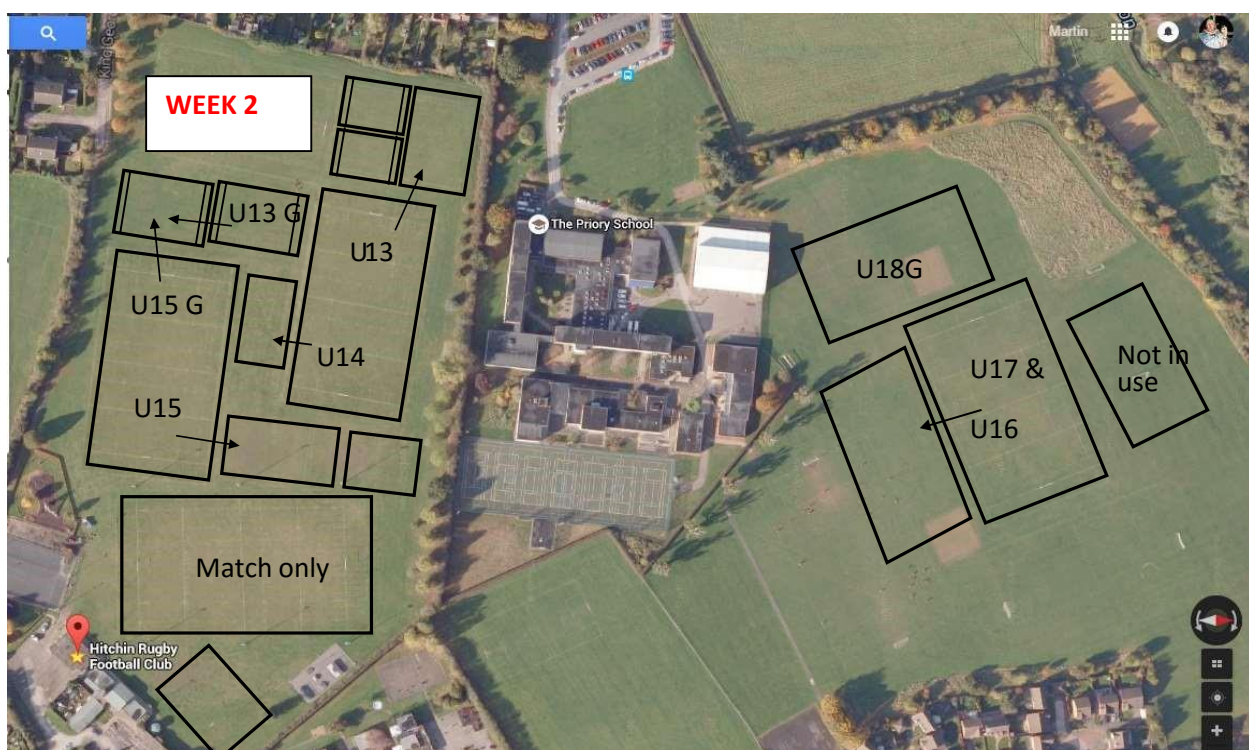 Martin
WEEK 2
U13 G
U13
The Priory School
U15 G
U14
U15
U18G
U17 &
U16
Not in
use
Match only
Hitchin Rugby
Football Club